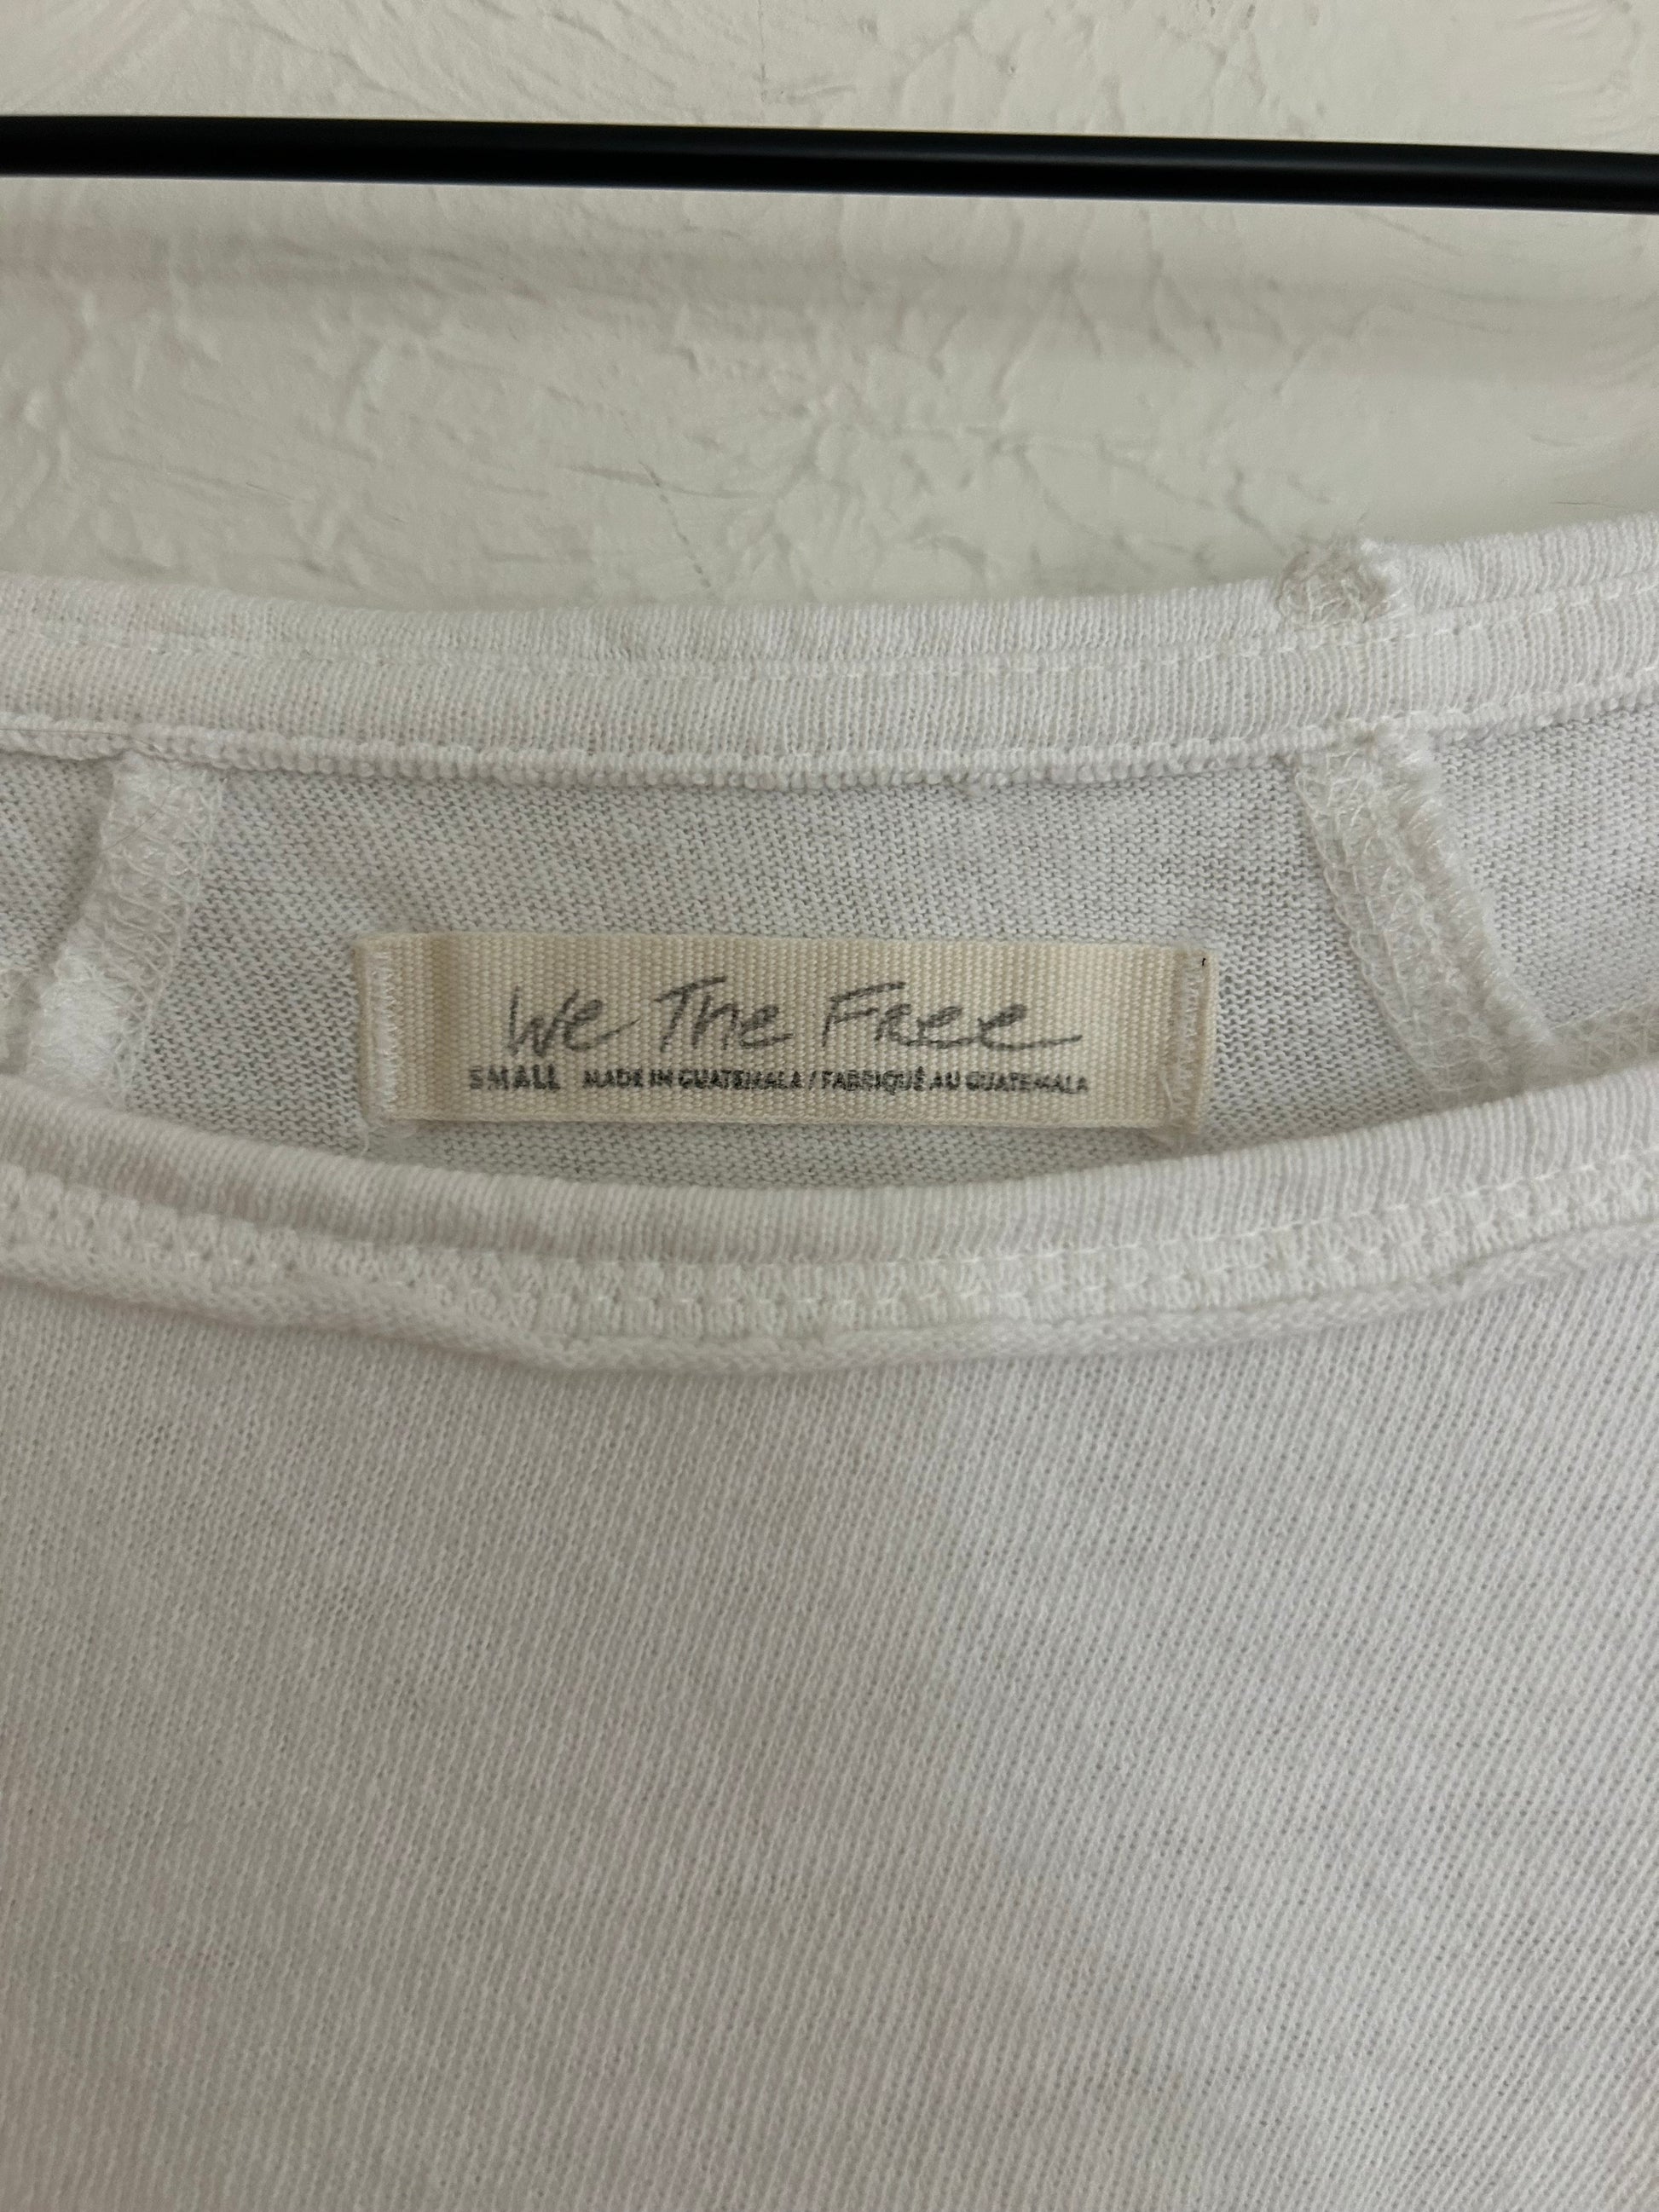 We The Free
SMALL MADE IN GUATEMALA / FABRIQUÉ AU GUATEMALA